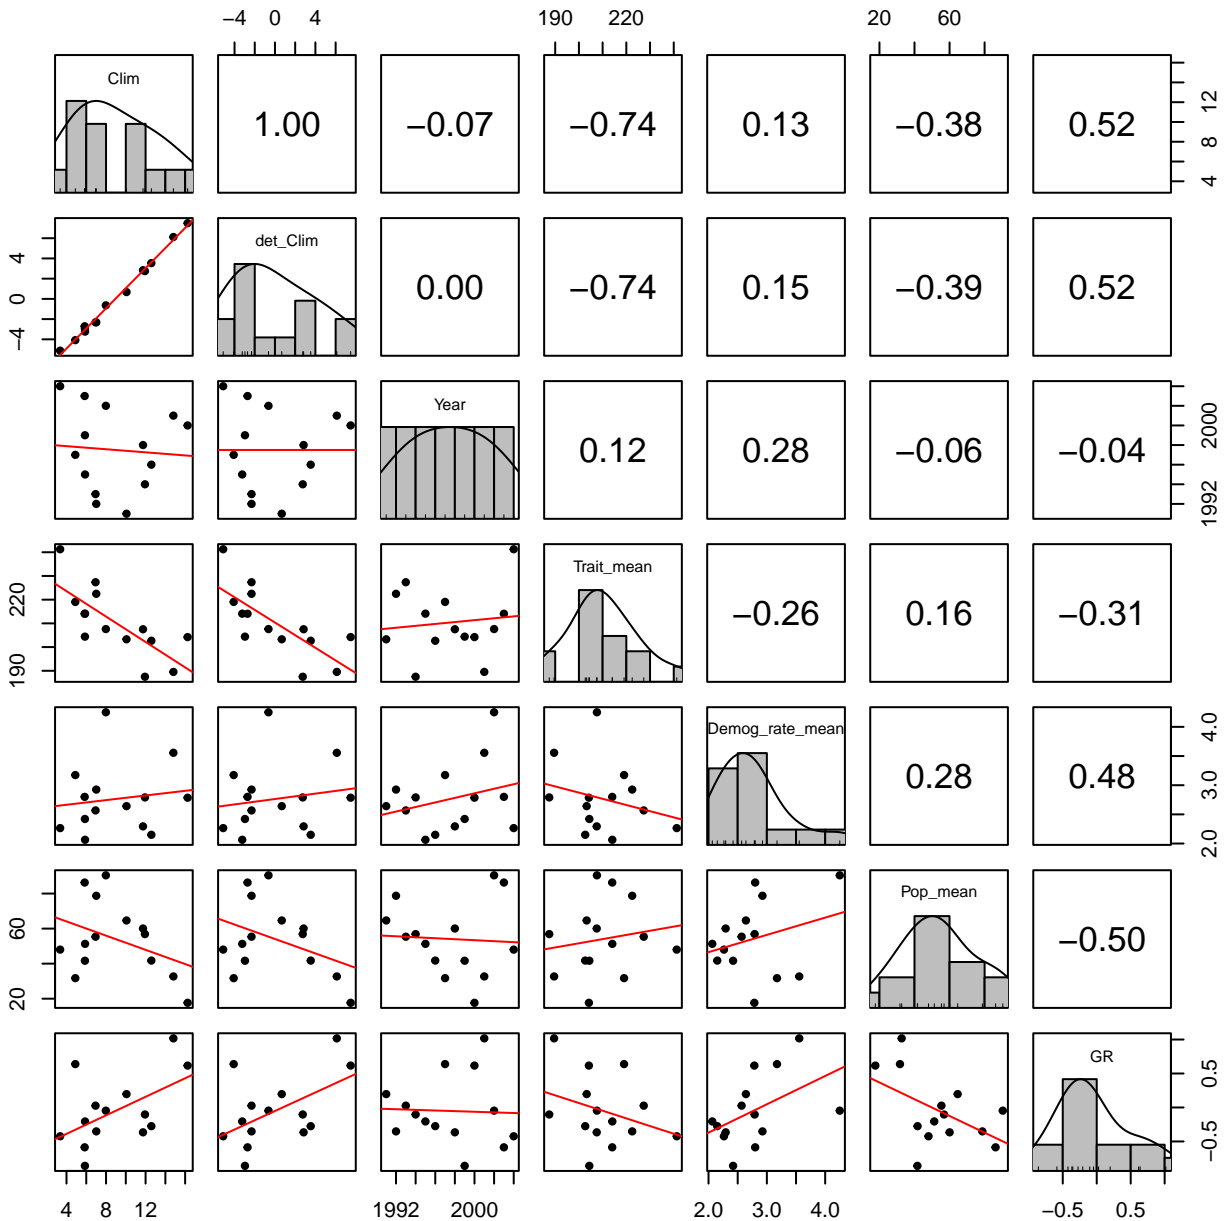 −4 0 4 190 220 20 60
Clim
1.00 −0.07 −0.74 0.13 −0.38 0.52
4 8 12
−4 0 4
det_Clim
0.00 −0.74 0.15 −0.39 0.52
Year
0.12 0.28 −0.06 −0.04
1992 2000
190 220
Trait_mean
−0.26 0.16 −0.31
Demog_rate_mean
0.28 0.48
2.0 3.0 4.0
20 60
Pop_mean
−0.50
GR
−0.5 0.5
4 8 12 1992 2000 2.0 3.0 4.0 −0.5 0.5